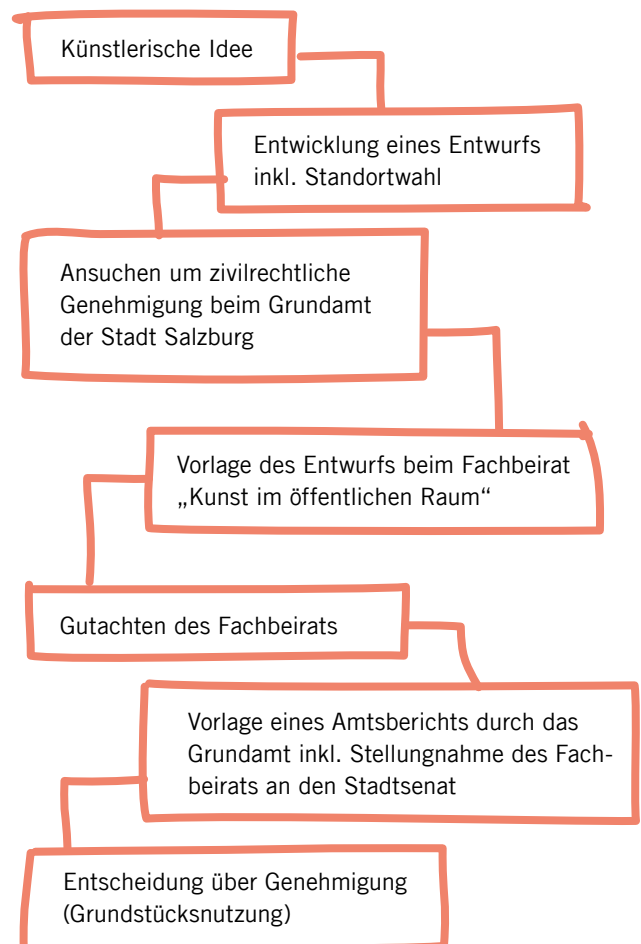 Künstlerische Idee
Entwicklung eines Entwurfs
inkl. Standortwahl
Ansuchen um zivilrechtliche
Genehmigung beim Grundamt
der Stadt Salzburg
Vorlage des Entwurfs beim Fachbeirat
„Kunst im öffentlichen Raum“
Gutachten des Fachbeirats
Vorlage eines Amtsberichts durch das
Grundamt inkl. Stellungnahme des Fach-
beirats an den Stadtsenat
Entscheidung über Genehmigung
(Grundstücksnutzung)